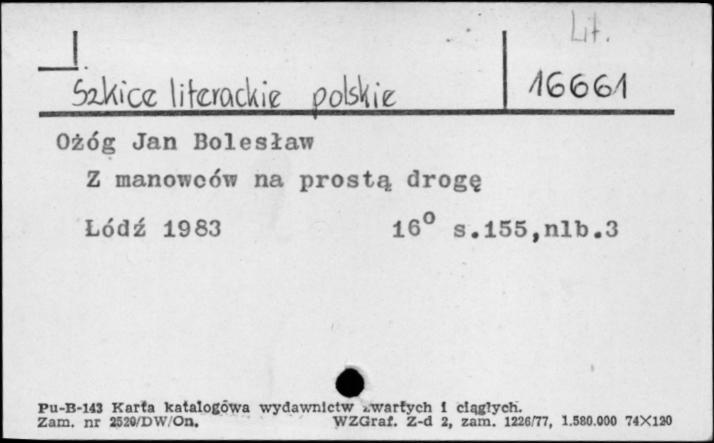 Lit.
Szkice literackie polskie 16661
Ożóg Jan Bolesław
Z manowców na prostą drogę
Łódź 1983 16° s.155,nlb.3
Pu-B-143 Karta katalogowa wydawnictw zwartych i ciągłych.
Zam. nr 2520/DW/On. WZGraf. Z-d 2, zam. 1226/77, 1.580.000 74X120